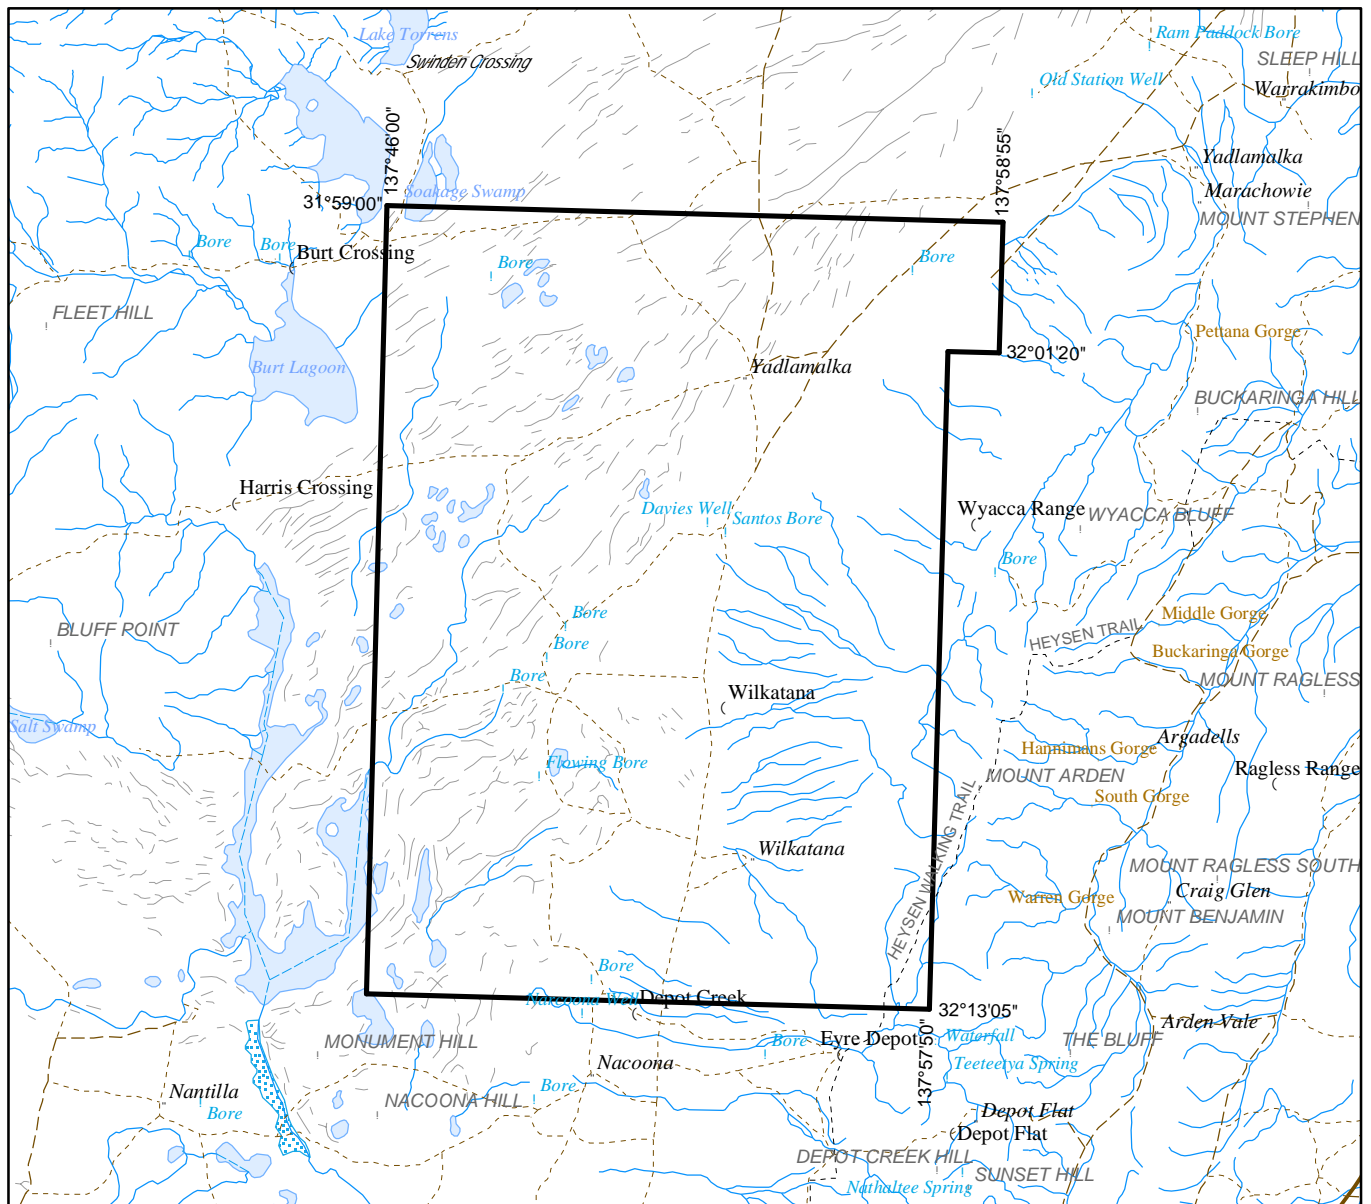 Lake Torrens
Swinden Crossing
Ram Paddock Bore
SLEEP HILL
Old Station Well
Warrakimbo
137°46'00"
137°58'55"
Yadlamalka
Soakage Swamp
Marachowie
31°59'00"
MOUNT STEPHEN
Bore
Bore
Burt Crossing
Bore
Bore
FLEET HILL
Pettana Gorge
32°01'20"
Burt Lagoon
Yadlamalka
BUCKARINGA HILL
Harris Crossing
Davies Well
Santos Bore
Wyacca Range
WYACCA BLUFF
Bore
Bore
Middle Gorge
BLUFF POINT
HEYSEN TRAIL
Bore
Buckaringa Gorge
Bore
MOUNT RAGLESS
Wilkatana
Salt Swamp
Argadells
Hannimans Gorge
Flowing Bore
MOUNT ARDEN
Ragless Range
South Gorge
HEYSEN WALKING TRAIL
Wilkatana
MOUNT RAGLESS SOUTH
Craig Glen
Warren Gorge
MOUNT BENJAMIN
Bore
Narcoona Well
Depot Creek
32°13'05"
Arden Vale
MONUMENT HILL
Bore
Eyre Depot
Waterfall
THE BLUFF
Nacoona
Teeteetya Spring
137°57'50"
Nantilla
Bore
NACOONA HILL
Bore
Depot Flat
Depot Flat
DEPOT CREEK HILL
SUNSET HILL
Nathaltee Spring